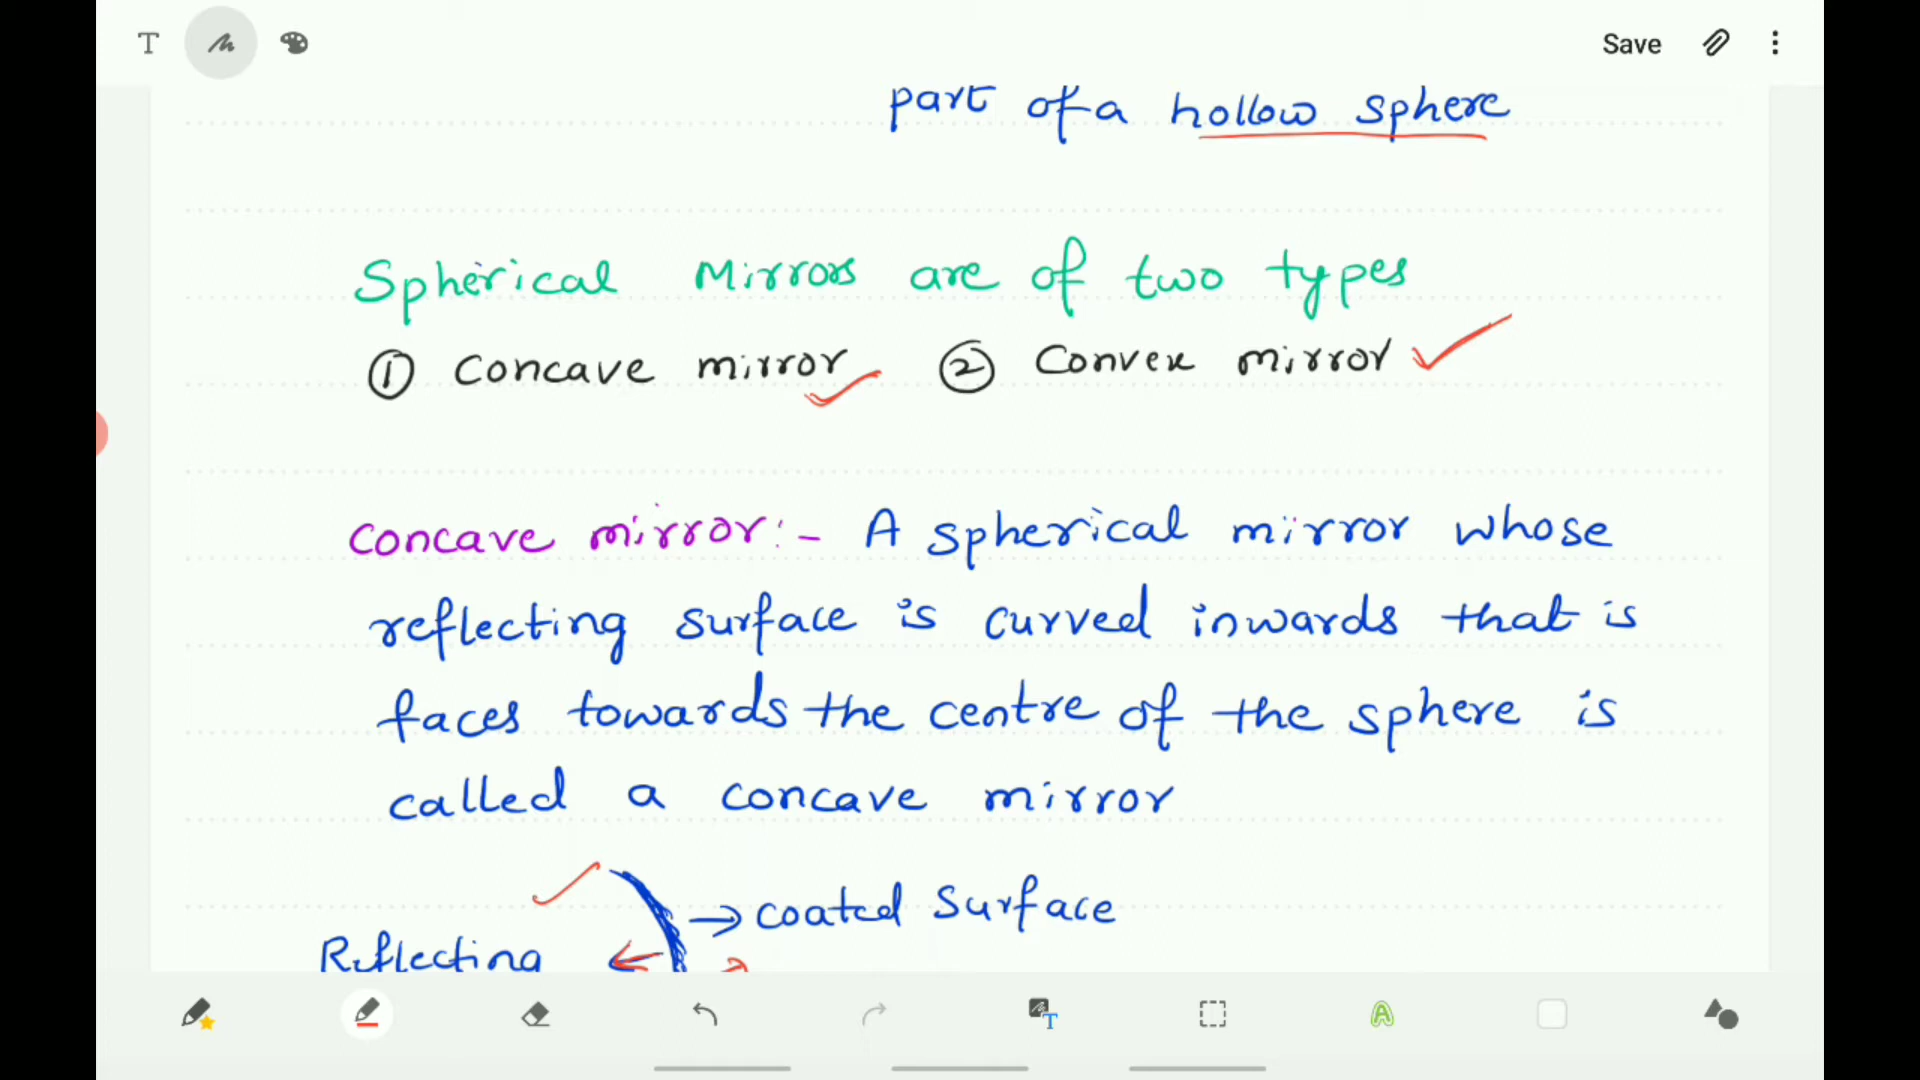 Save
part of a hollow sphere
Spherical Mirrors are of two types
① Concave mirror ② Convex mirror
Concave mirror :- A spherical mirror whose
reflecting surface is curved inwards that is
faces towards the centre of the sphere is
called a concave mirror
→ coated Surface
Reflecting